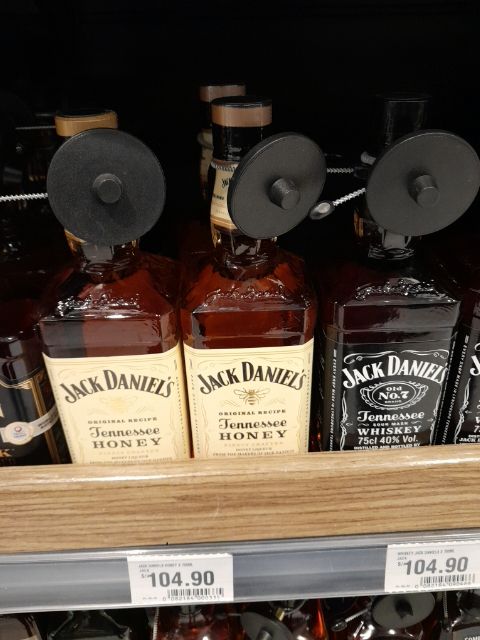 JACK DANIEL'S
ORIGINAL RECIPE
Tennessee
HONEY
JACK DANIEL'S
ORIGINAL RECIPE
Tennessee
HONEY
JACK DANIEL'S
Old
No.7
Tennessee
SOUR MASH
WHISKEY
75cl 40% Vol.
104.90
104.90